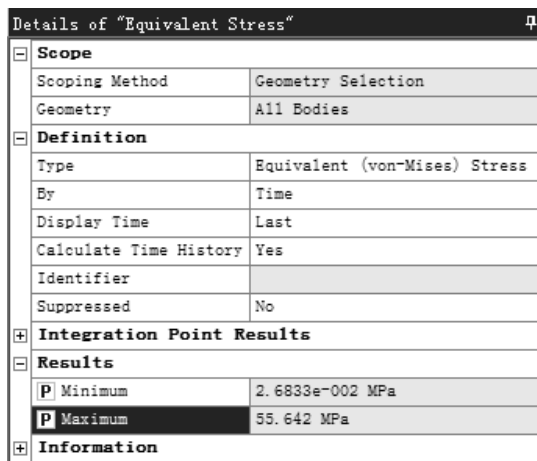 Details of "Equivalent Stress"
Scope
Scoping Method Geometry Selection
Geometry All Bodies
Definition
Type Equivalent (von-Mises) Stress
By Time
Display Time Last
Calculate Time History Yes
Identifier
Suppressed No
Integration Point Results
Results
P Minimum 2.6833e-002 MPa
P Maximum 55.642 MPa
Information